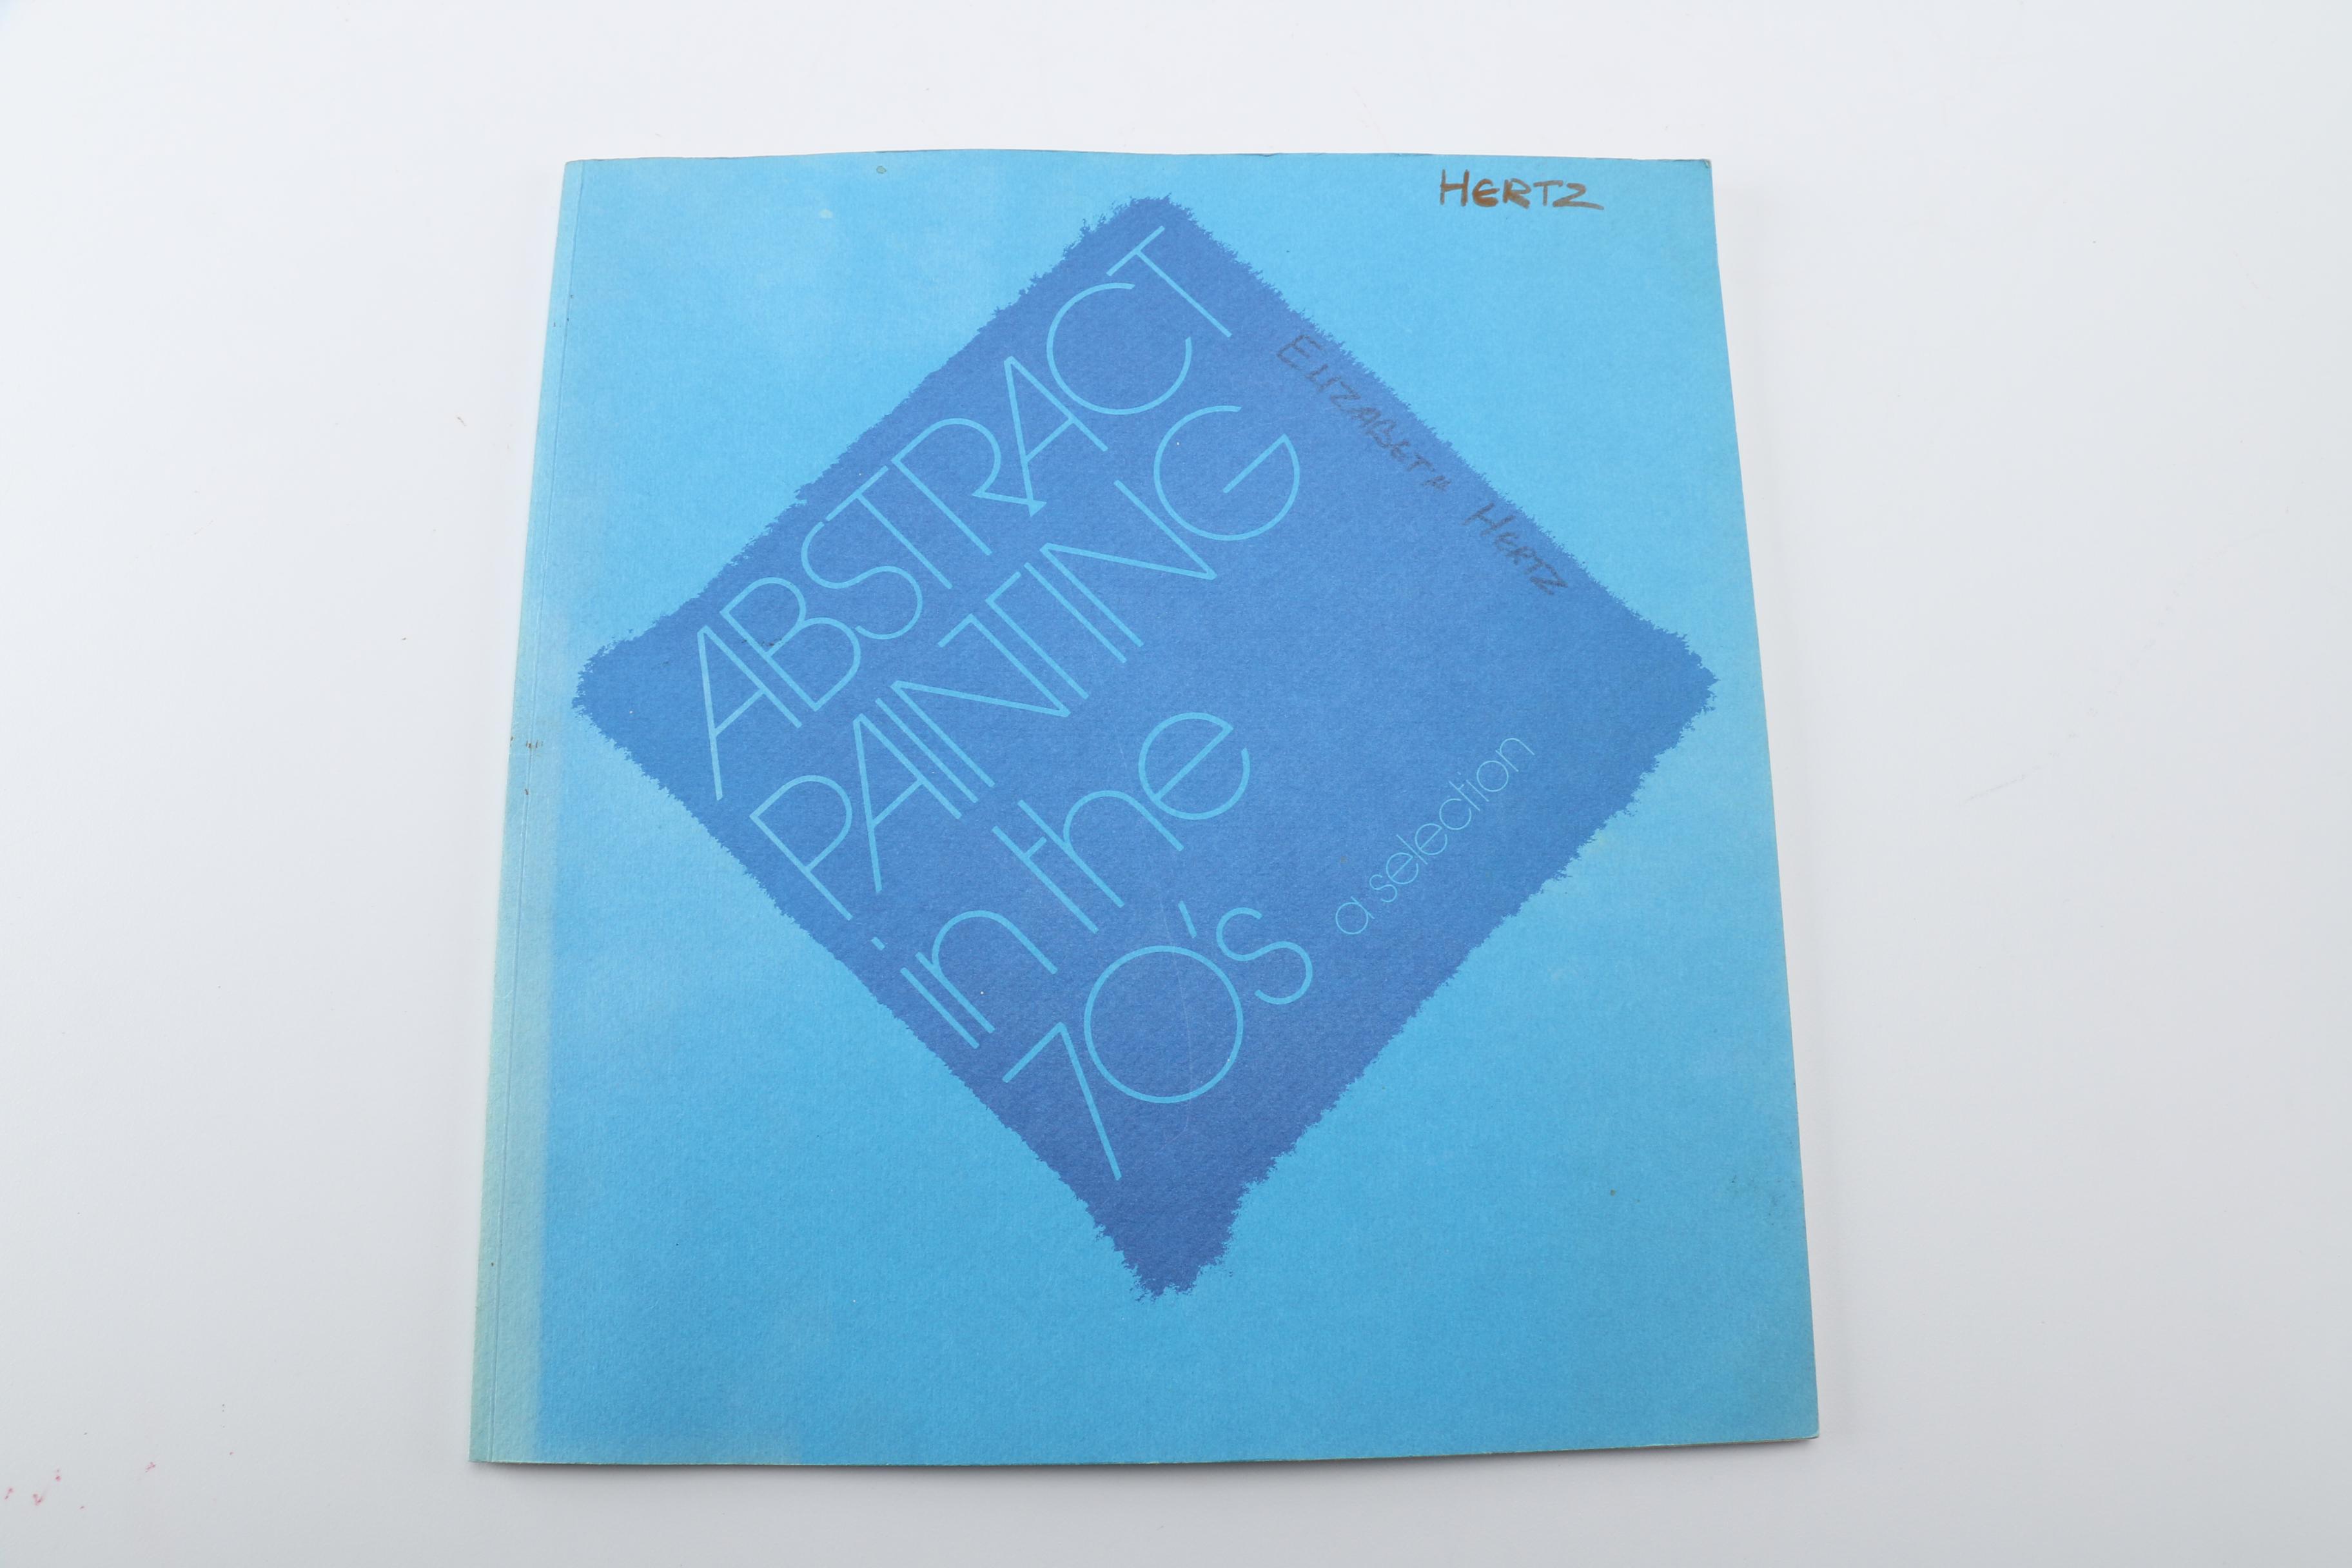 HERTZ
ELIZABETH HERTZ
ABSTRACT
PAINTING
in the
70's
a selection